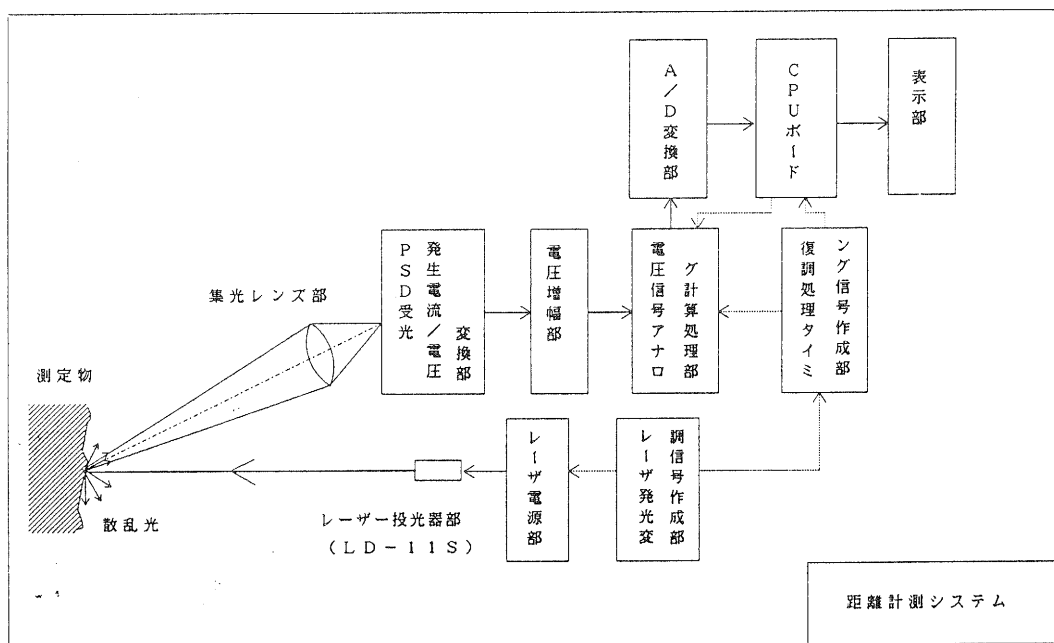 A/D変換部
CPUボード
表示部
PSD受光
発生電流/電圧
変換部
電圧増幅部
電圧信号アナロ
グ計算処理部
復調処理タイミ
ング信号作成部
集光レンズ部
測定物
散乱光
レーザー投光器部
(LD-11S)
レーザ電源部
レーザ発光変
調信号作成部
距離計測システム